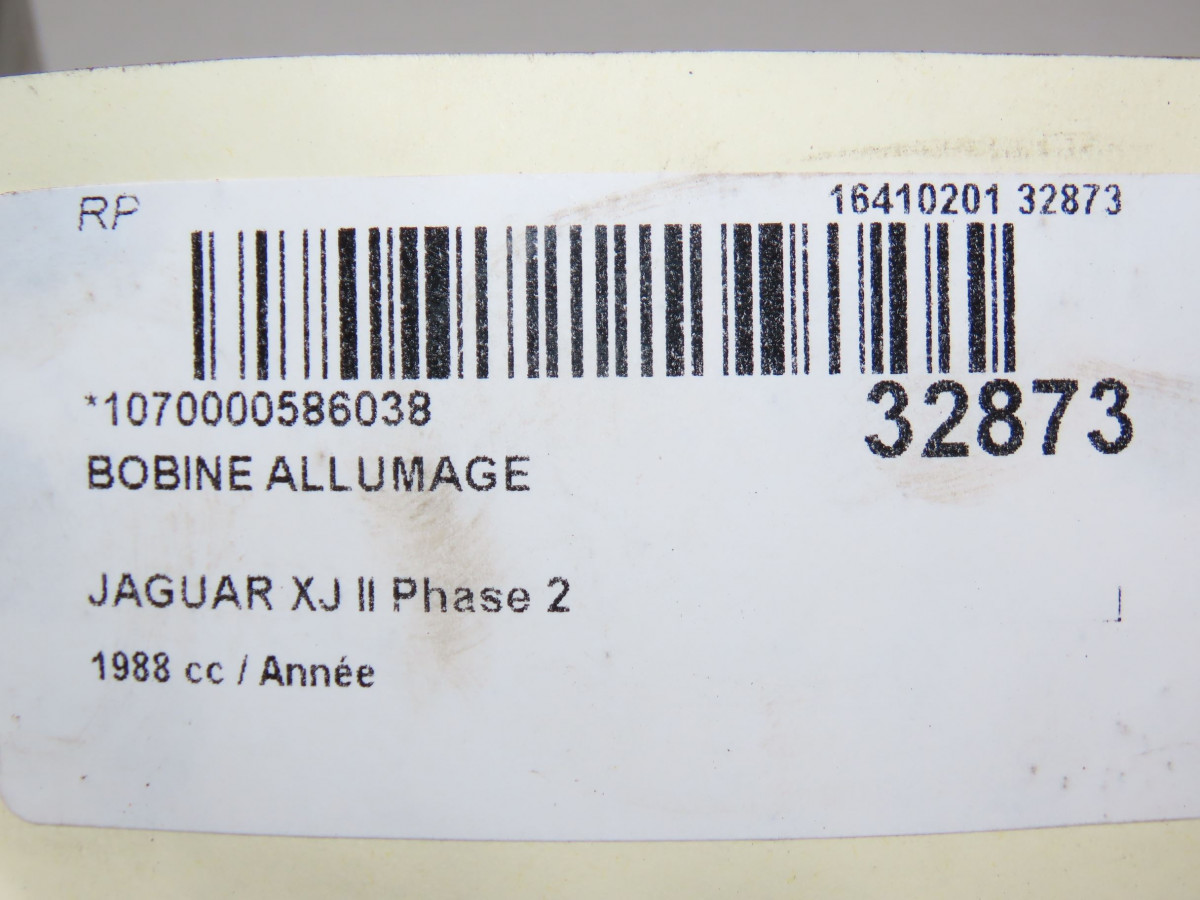 RP
16410201 32873
*1070000586038
32873
BOBINE ALLUMAGE
JAGUAR XJ II Phase 2
1988 cc / Année